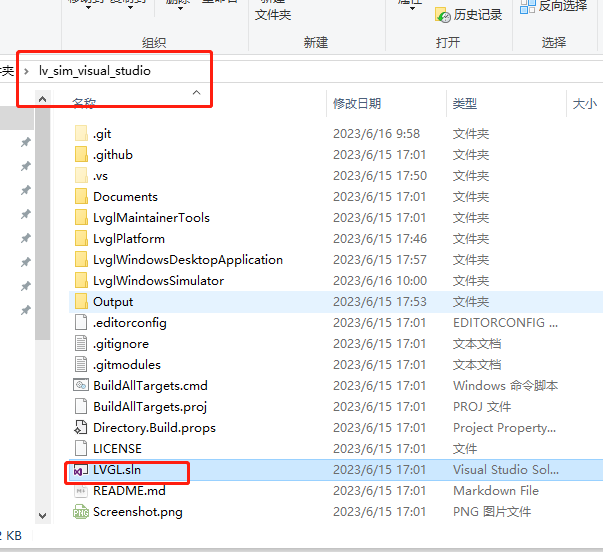 组织
新建
文件夹
新建
历史记录
打开
反向选择
选择
lv_sim_visual_studio
名称 修改日期 类型 大小
.git 2023/6/16 9:58 文件夹
.github 2023/6/15 17:01 文件夹
.vs 2023/6/15 17:50 文件夹
Documents 2023/6/15 17:01 文件夹
LvglMaintainerTools 2023/6/15 17:01 文件夹
LvglPlatform 2023/6/15 17:46 文件夹
LvglWindowsDesktopApplication 2023/6/15 17:57 文件夹
LvglWindowsSimulator 2023/6/16 10:00 文件夹
Output 2023/6/15 17:53 文件夹
.editorconfig 2023/6/15 17:01 EDITORCONFIG ...
.gitignore 2023/6/15 17:01 文本文档
.gitmodules 2023/6/15 17:01 文本文档
BuildAllTargets.cmd 2023/6/15 17:01 Windows 命令脚本
BuildAllTargets.proj 2023/6/15 17:01 PROJ 文件
Directory.Build.props 2023/6/15 17:01 Project Property...
LICENSE 2023/6/15 17:01 文件
LVGL.sln 2023/6/15 17:01 Visual Studio Sol...
README.md 2023/6/15 17:01 Markdown File
Screenshot.png 2023/6/15 17:01 PNG 图片文件
KB